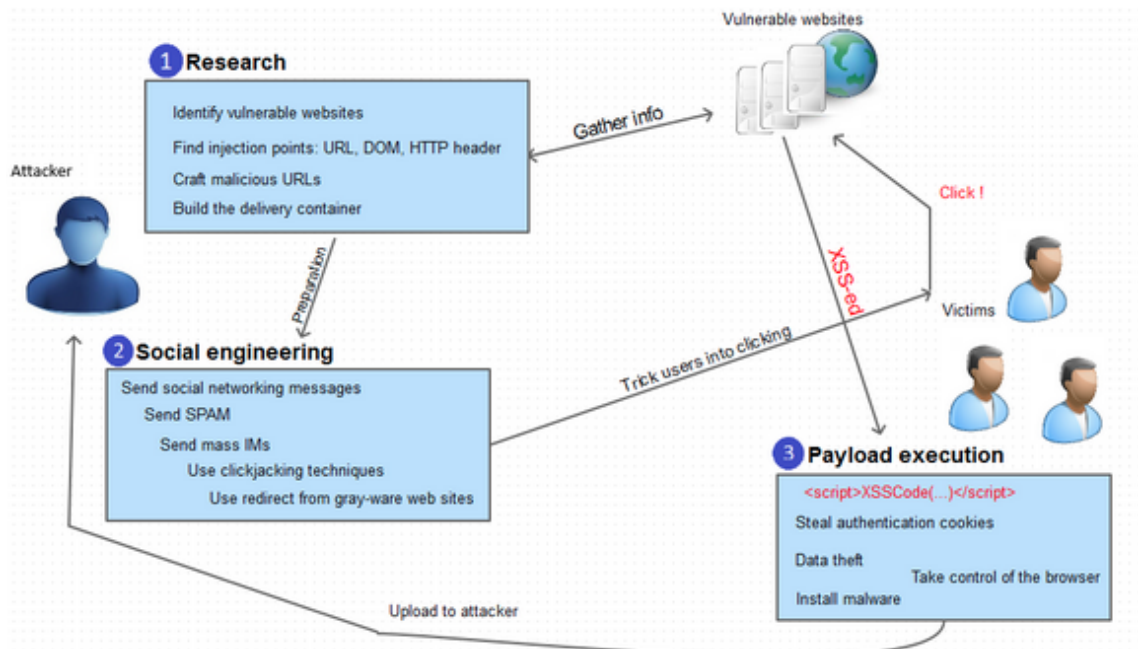 Vulnerable websites
1 Research
Identify vulnerable websites
Find injection points: URL, DOM, HTTP header
Craft malicious URLs
Build the delivery container
Gather info
Attacker
Click !
Preparation
XSS-ed
Victims
2 Social engineering
Send social networking messages
Send SPAM
Send mass IMs
Use clickjacking techniques
Use redirect from gray-ware web sites
Trick users into clicking
3 Payload execution
<script>XSSCode(...)</script>
Steal authentication cookies
Data theft
Take control of the browser
Install malware
Upload to attacker